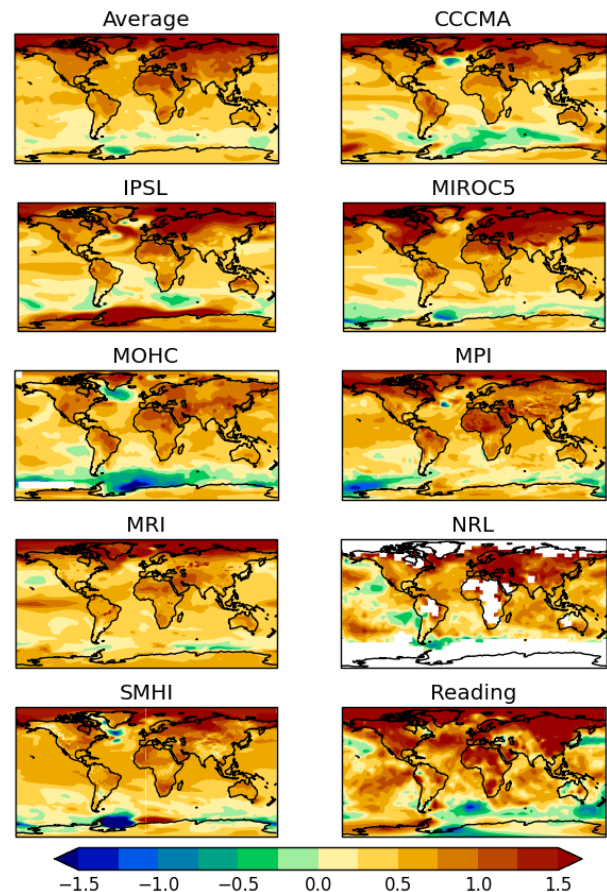 Average CCCMA
IPSL MIROC5
MOHC MPI
MRI NRL
SMHI Reading
−1.5 −1.0 −0.5 0.0 0.5 1.0 1.5